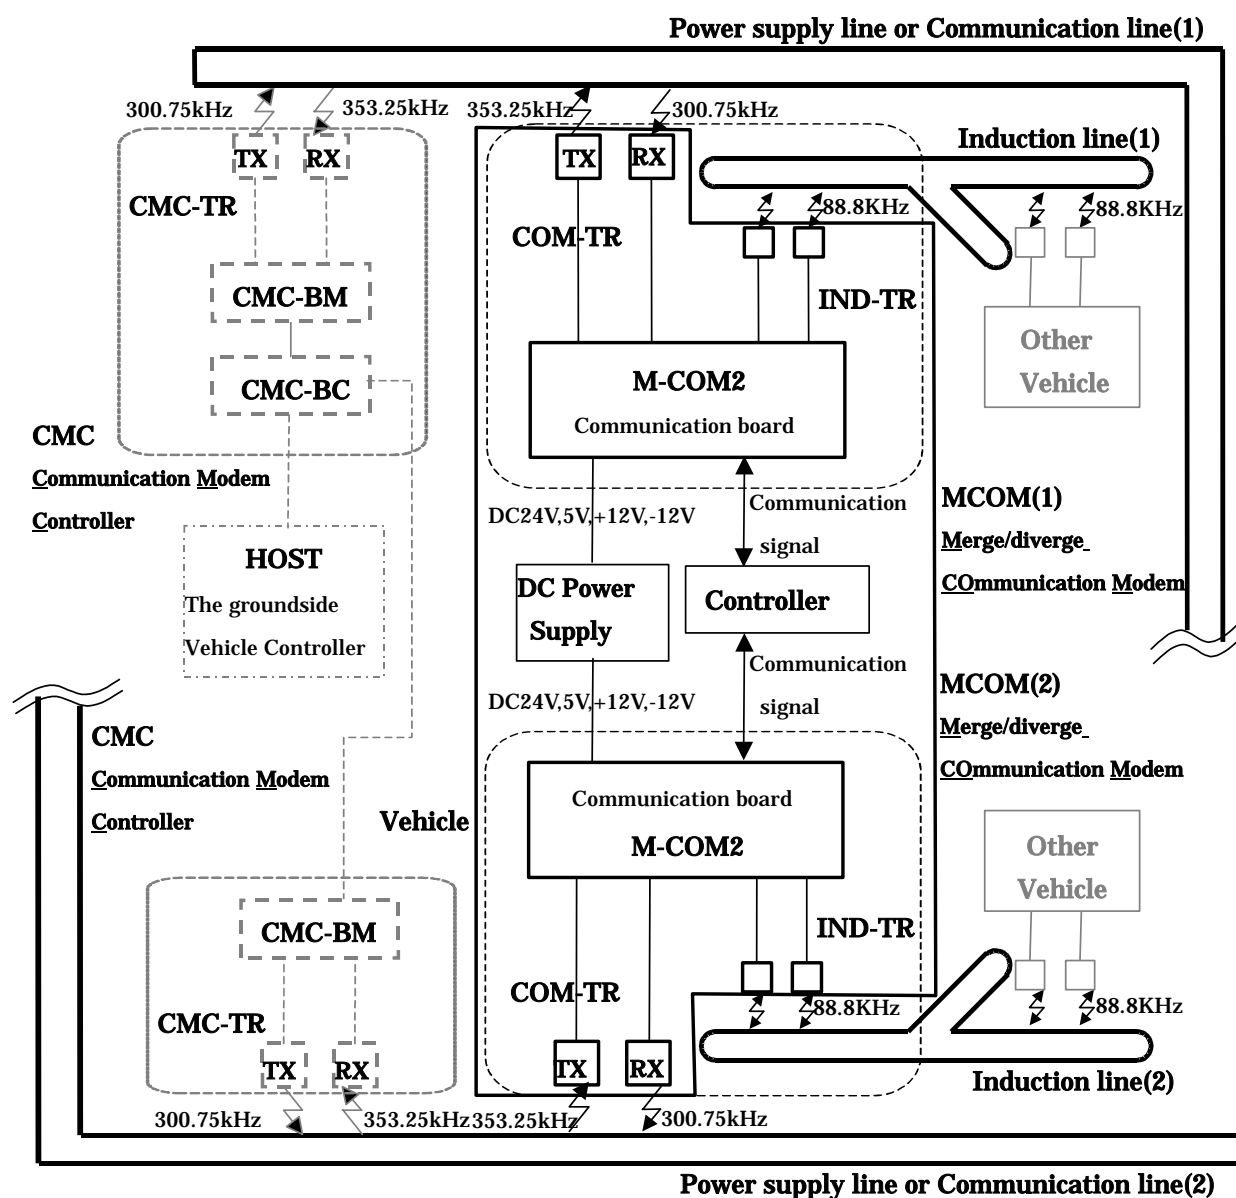 Power supply line or Communication line(1)
300.75kHz
353.25kHz
353.25kHz
300.75kHz
Induction line(1)
TX
RX
TX
RX
CMC-TR
88.8KHz
88.8KHz
COM-TR
CMC-BM
IND-TR
Other
Vehicle
M-COM2
CMC-BC
Communication board
CMC
Communication Modem
Controller
DC24V,5V,+12V,-12V
Communication
signal
MCOM(1)
Merge/diverge
COmmunication Modem
HOST
The groundside
Vehicle Controller
DC Power
Supply
Controller
Communication
signal
DC24V,5V,+12V,-12V
MCOM(2)
Merge/diverge
COmmunication Modem
CMC
Communication Modem
Controller
Vehicle
Communication board
M-COM2
Other
Vehicle
CMC-BM
IND-TR
COM-TR
CMC-TR
88.8KHz
88.8KHz
TX
RX
TX
RX
Induction line(2)
300.75kHz
353.25kHz
353.25kHz
300.75kHz
Power supply line or Communication line(2)